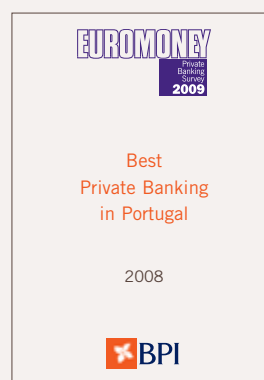 EUROMONEY
Private
Banking
Survey
2009
Best
Private Banking
in Portugal
2008
BPI